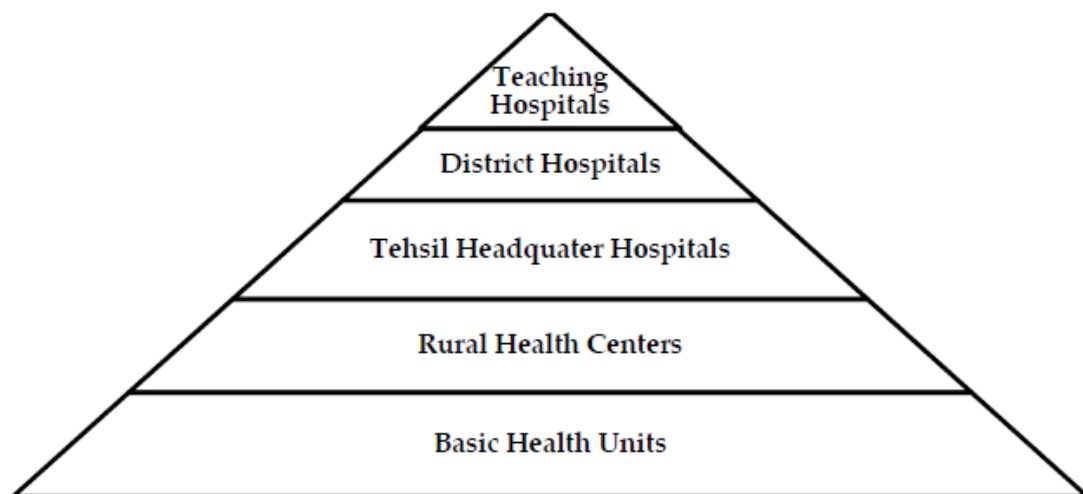 Teaching
Hospitals
District Hospitals
Tehsil Headquater Hospitals
Rural Health Centers
Basic Health Units